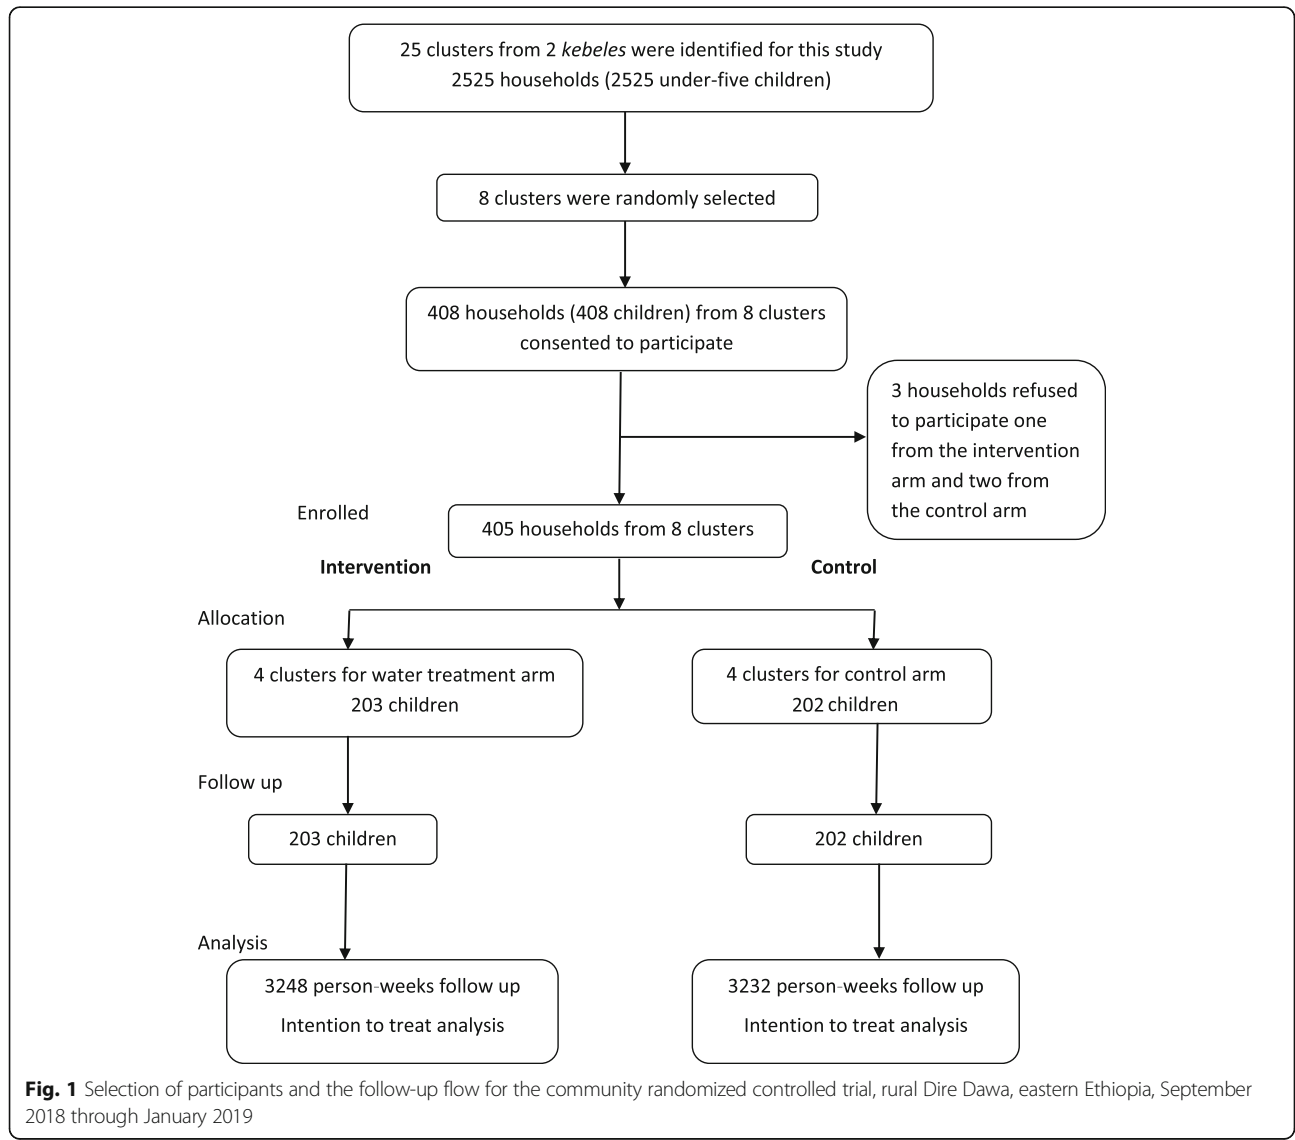 25 clusters from 2 kebeles were identified for this study
2525 households (2525 under-five children)
8 clusters were randomly selected
408 households (408 children) from 8 clusters
consented to participate
3 households refused
to participate one
from the intervention
arm and two from
the control arm
Enrolled
405 households from 8 clusters
Intervention
Control
Allocation
4 clusters for water treatment arm
203 children
4 clusters for control arm
202 children
Follow up
203 children
202 children
Analysis
3248 person-weeks follow up
Intention to treat analysis
3232 person-weeks follow up
Intention to treat analysis
Fig. 1 Selection of participants and the follow-up flow for the community randomized controlled trial, rural Dire Dawa, eastern Ethiopia, September
2018 through January 2019